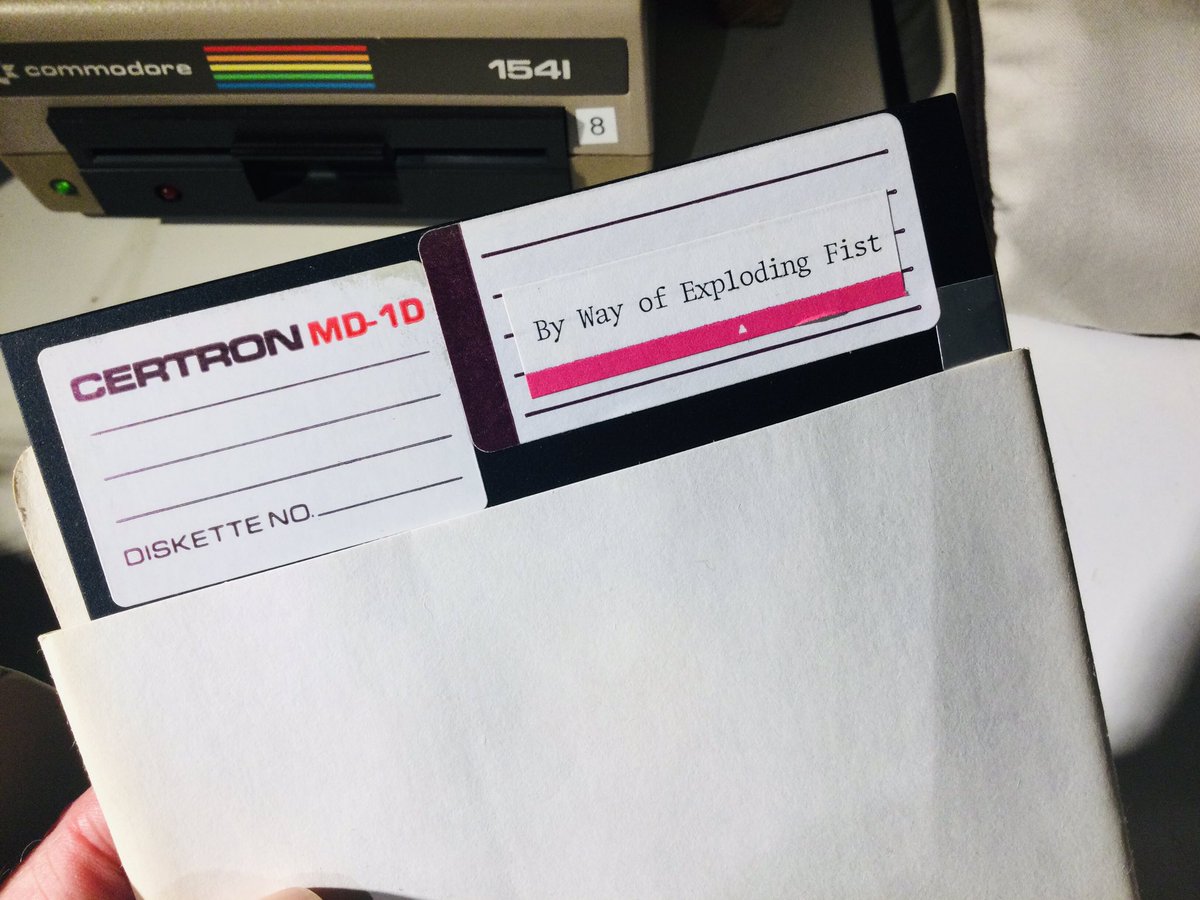 commodore
1541
8
By Way of Exploding Fist
CERTRON MD-1D
DISKETTE NO.